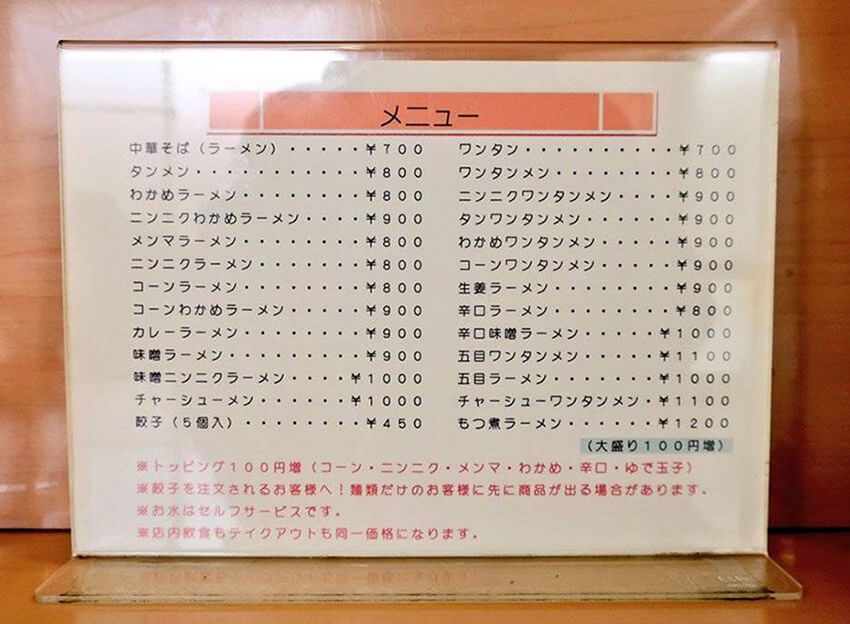 メニュー
中華そば（ラーメン）・・・・・￥７００
タンメン・・・・・・・・・・・￥８００
わかめラーメン・・・・・・・・￥８００
ニンニクわかめラーメン・・・・￥９００
メンマラーメン・・・・・・・・￥８００
ニンニクラーメン・・・・・・・￥８００
コーンラーメン・・・・・・・・￥８００
コーンわかめラーメン・・・・・￥９００
カレーラーメン・・・・・・・・￥９００
味噌ラーメン・・・・・・・・・￥９００
味噌ニンニクラーメン・・・・￥１０００
チャーシューメン・・・・・・￥１０００
餃子（５個入）・・・・・・・・￥４５０
ワンタン・・・・・・・・・・￥７００
ワンタンメン・・・・・・・・￥８００
ニンニクワンタンメン・・・・￥９００
タンワンタンメン・・・・・・￥９００
わかめワンタンメン・・・・・￥９００
コーンワンタンメン・・・・・￥９００
生姜ラーメン・・・・・・・・￥９００
辛口ラーメン・・・・・・・・￥８００
辛口味噌ラーメン・・・・・￥１０００
五目ワンタンメン・・・・・￥１１００
五目ラーメン・・・・・・・￥１０００
チャーシューワンタンメン・￥１１００
もつ煮ラーメン・・・・・・￥１２００
（大盛り１００円増）
※トッピング１００円増（コーン・ニンニク・メンマ・わかめ・辛口・ゆで玉子）
※餃子を注文されるお客様へ！麺類だけのお客様に先に商品が出る場合があります。
※お水はセルフサービスです。
※店内飲食もテイクアウトも同一価格になります。